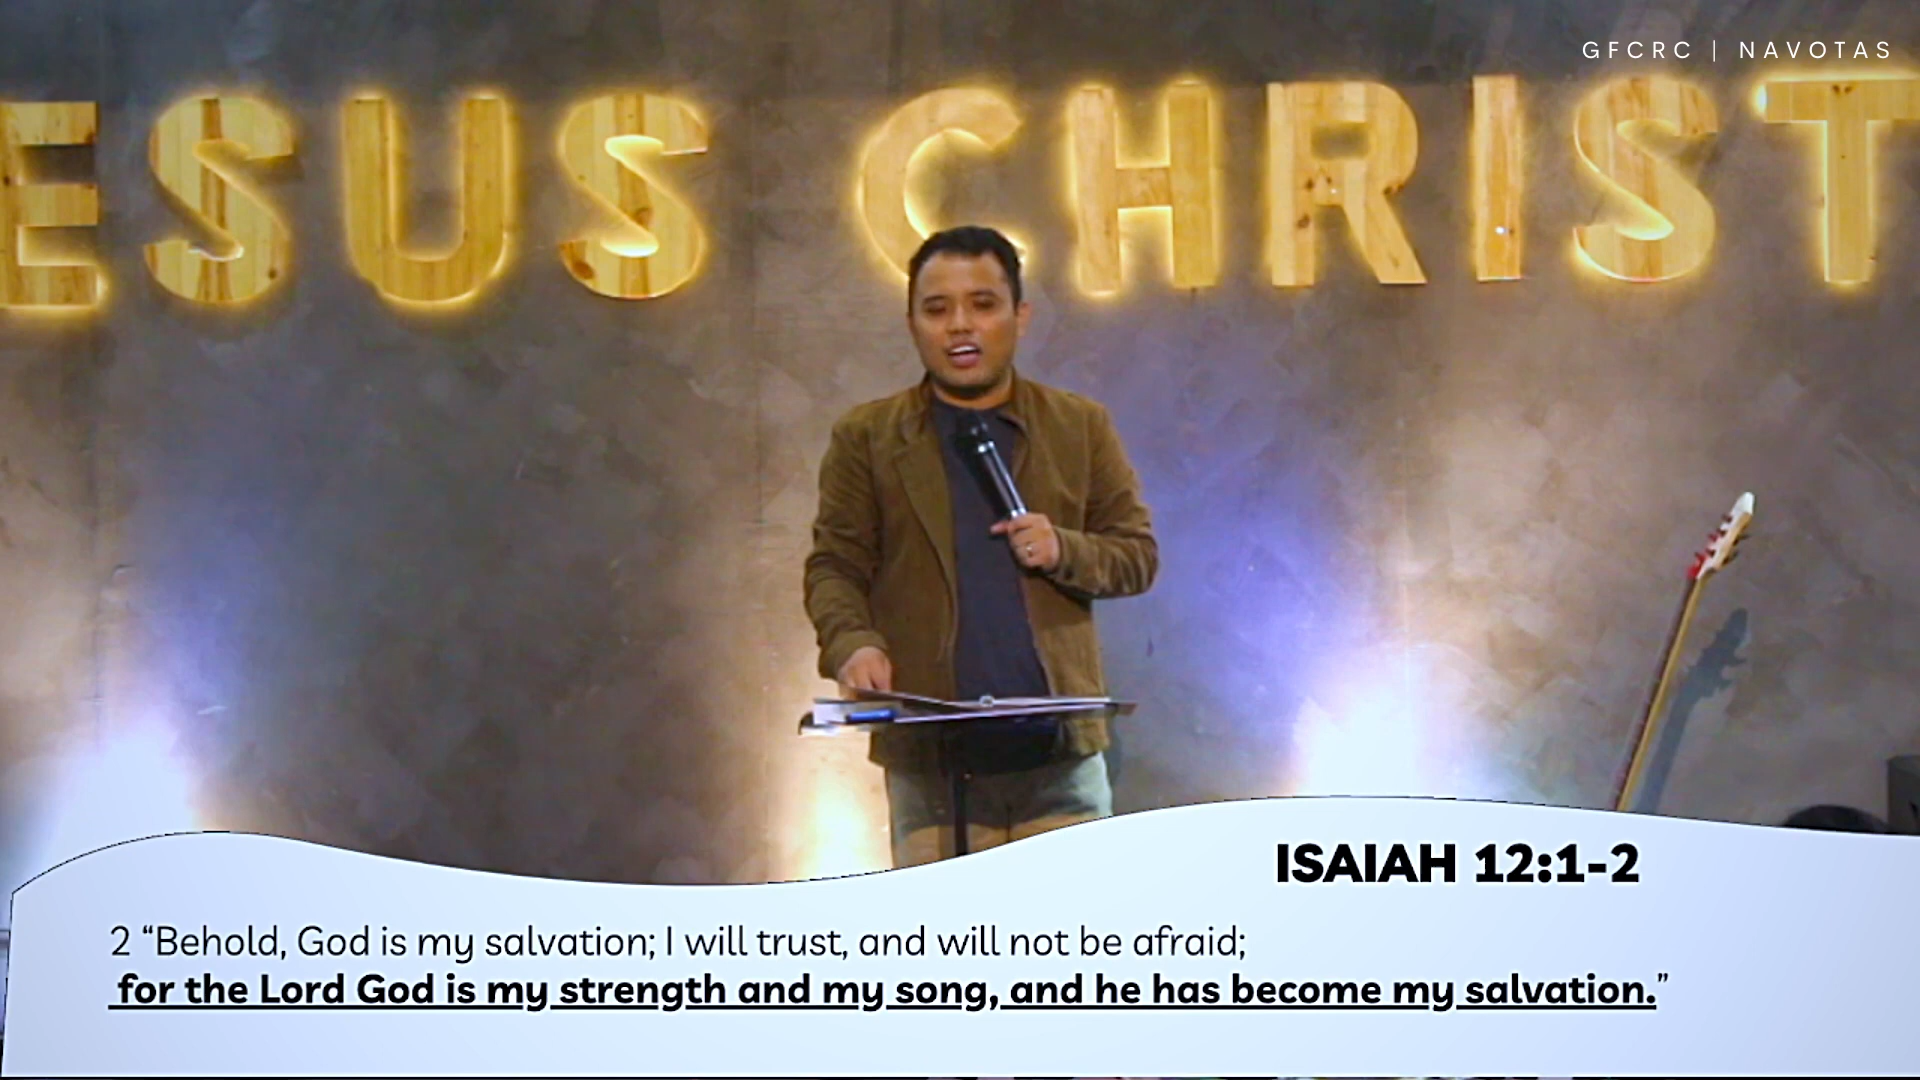 GFCRC | NAVOTAS
ESUS CHRIST
ISAIAH 12:1-2
2 “Behold, God is my salvation; I will trust, and will not be afraid;
for the Lord God is my strength and my song, and he has become my salvation.”